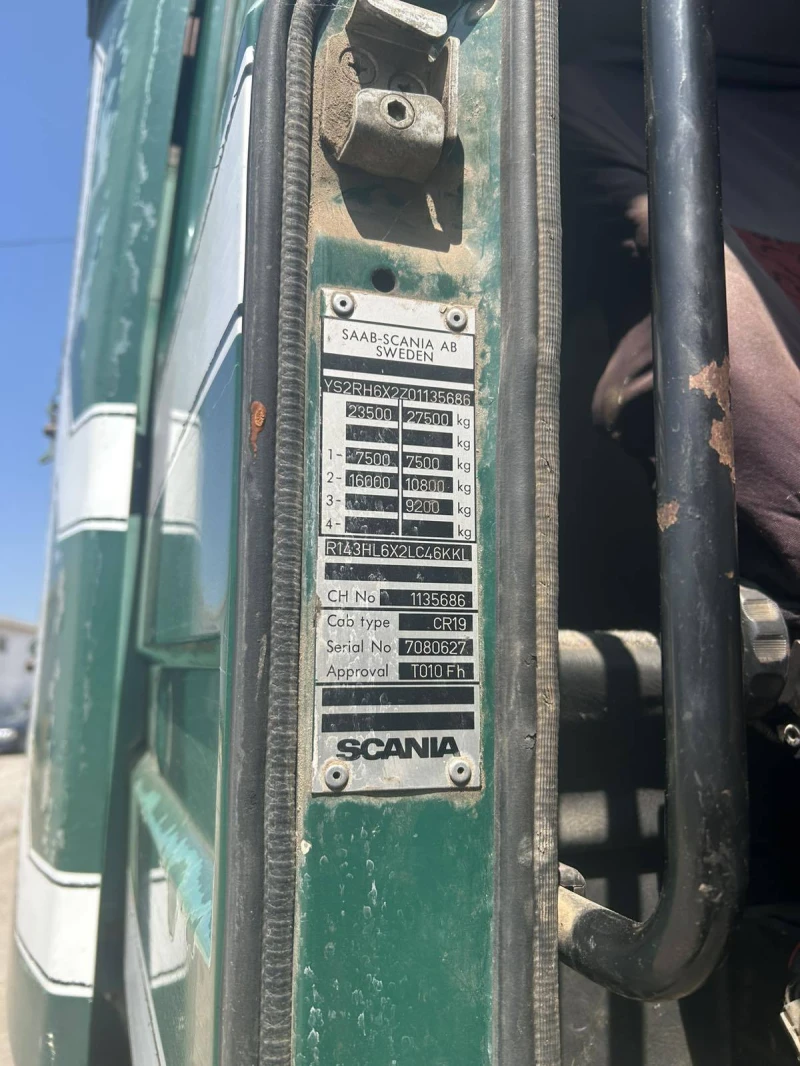 SAAB-SCANIA AB
SWEDEN
YS2RH6X2Z01135686
23500 27500 kg
kg
1- 7500 7500 kg
2- 16000 10800 kg
3- 9200 kg
4- kg
R143HL6X2LC46KKL
CH No 1135686
Cab type CR19
Serial No 7080627
Approval T010 Fh
SCANIA